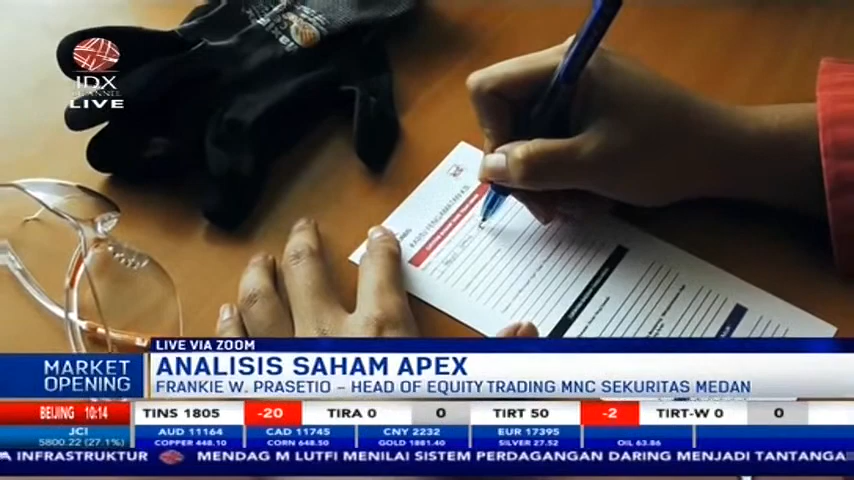 IDX
CHANNEL
LIVE
KARTU PENGAMATAN K3
LIVE VIA ZOOM
MARKET
OPENING
ANALISIS SAHAM APEX
FRANKIE W. PRASETIO – HEAD OF EQUITY TRADING MNC SEKURITAS MEDAN
BEIJING 10:14
TINS 1805 -20 TIRA 0 0 TIRT 50 -2 TIRT-W 0 0
JCI
5800.22 (27.1%)
AUD 11164 CAD 11745 CNY 2232 EUR 17395
COPPER 448.10 CORN 648.50 GOLD 1881.40 SILVER 27.52 OIL 63.86
A INFRASTRUKTUR MENDAG M LUTFI MENILAI SISTEM PERDAGANGAN DARING MENJADI TANTANGA